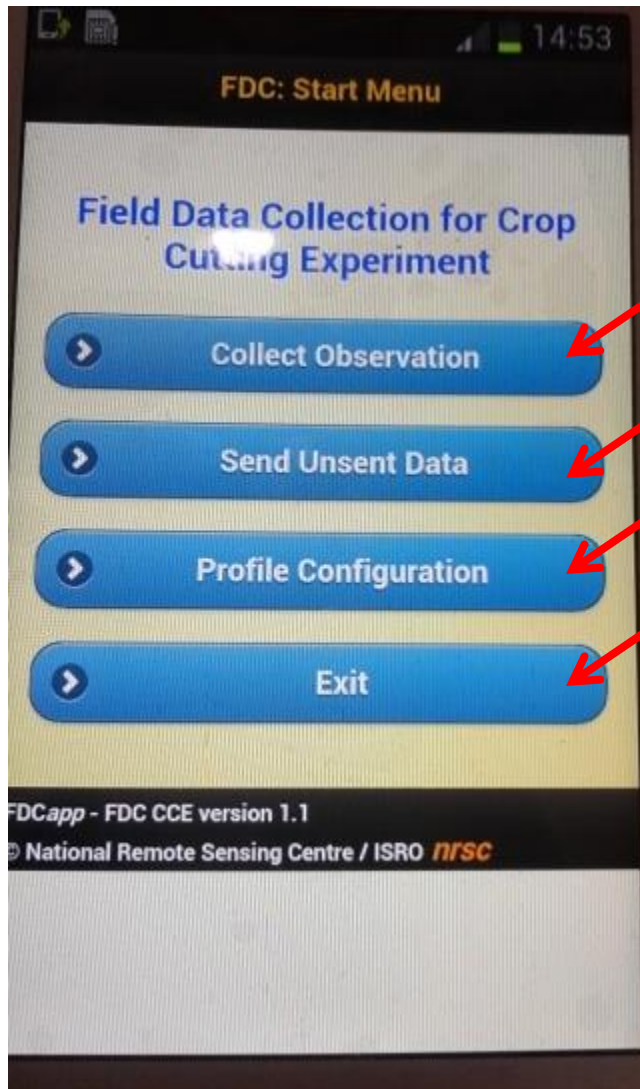 14:53
FDC: Start Menu
Field Data Collection for Crop
Cutting Experiment
Collect Observation
Send Unsent Data
Profile Configuration
Exit
FDCapp - FDC CCE version 1.1
© National Remote Sensing Centre / ISRO nrsc